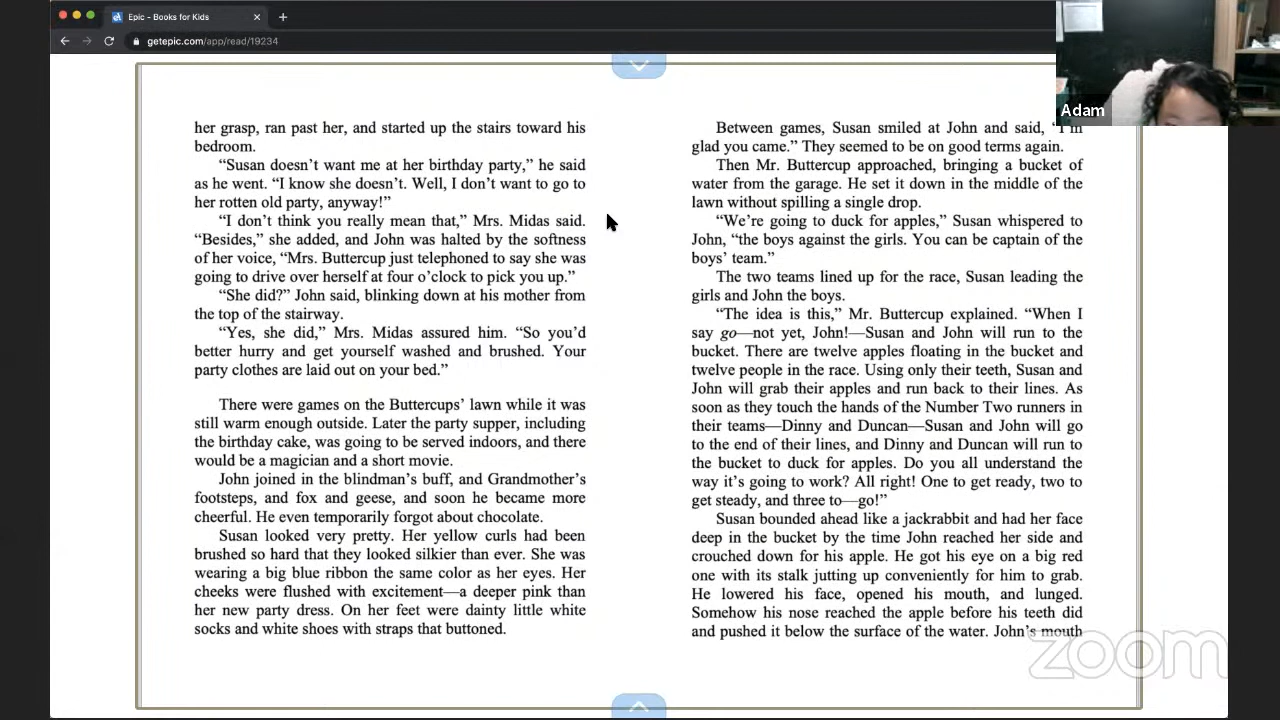 Epic - Books for Kids
getepic.com/app/read/19234
Adam
her grasp, ran past her, and started up the stairs toward his
bedroom.
“Susan doesn’t want me at her birthday party,” he said
as he went. “I know she doesn’t. Well, I don’t want to go to
her rotten old party, anyway!”
“I don’t think you really mean that,” Mrs. Midas said.
“Besides,” she added, and John was halted by the softness
of her voice, “Mrs. Buttercup just telephoned to say she was
going to drive over herself at four o’clock to pick you up.”
“She did?” John said, blinking down at his mother from
the top of the stairway.
“Yes, she did,” Mrs. Midas assured him. “So you’d
better hurry and get yourself washed and brushed. Your
party clothes are laid out on your bed.”
There were games on the Buttercups’ lawn while it was
still warm enough outside. Later the party supper, including
the birthday cake, was going to be served indoors, and there
would be a magician and a short movie.
John joined in the blindman’s buff, and Grandmother’s
footsteps, and fox and geese, and soon he became more
cheerful. He even temporarily forgot about chocolate.
Susan looked very pretty. Her yellow curls had been
brushed so hard that they looked silkier than ever. She was
wearing a big blue ribbon the same color as her eyes. Her
cheeks were flushed with excitement—a deeper pink than
her new party dress. On her feet were dainty little white
socks and white shoes with straps that buttoned.
Between games, Susan smiled at John and said, “I’m
glad you came.” They seemed to be on good terms again.
Then Mr. Buttercup approached, bringing a bucket of
water from the garage. He set it down in the middle of the
lawn without spilling a single drop.
“We’re going to duck for apples,” Susan whispered to
John, “the boys against the girls. You can be captain of the
boys’ team.”
The two teams lined up for the race, Susan leading the
girls and John the boys.
“The idea is this,” Mr. Buttercup explained. “When I
say go—not yet, John!—Susan and John will run to the
bucket. There are twelve apples floating in the bucket and
twelve people in the race. Using only their teeth, Susan and
John will grab their apples and run back to their lines. As
soon as they touch the hands of the Number Two runners in
their teams—Dinny and Duncan—Susan and John will go
to the end of their lines, and Dinny and Duncan will run to
the bucket to duck for apples. Do you all understand the
way it’s going to work? All right! One to get ready, two to
get steady, and three to—go!”
Susan bounded ahead like a jackrabbit and had her face
deep in the bucket by the time John reached her side and
crouched down for his apple. He got his eye on a big red
one with its stalk jutting up conveniently for him to grab.
He lowered his face, opened his mouth, and lunged.
Somehow his nose reached the apple before his teeth did
and pushed it below the surface of the water. John’s mouth
zoom